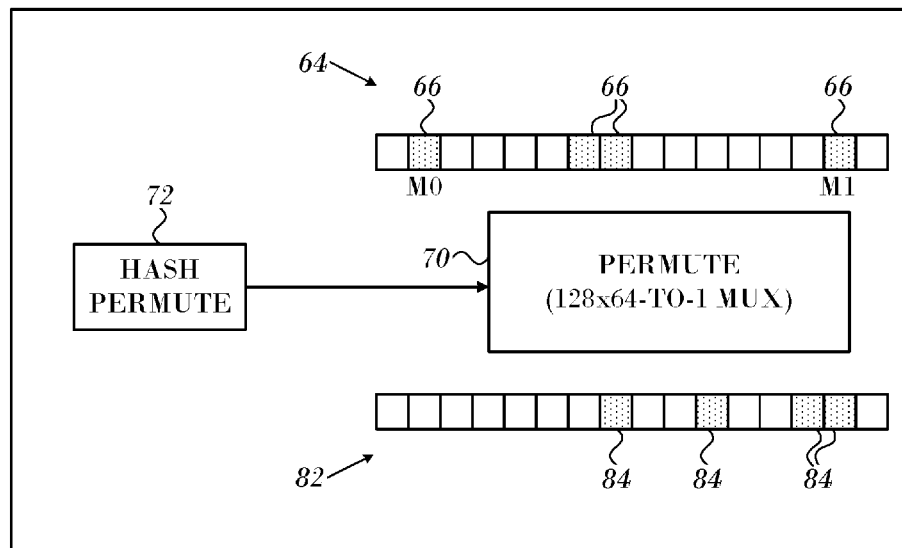 64
66 66 66
M0 M1
72
HASH
PERMUTE
70
PERMUTE
(128x64-TO-1 MUX)
82
84 84 84